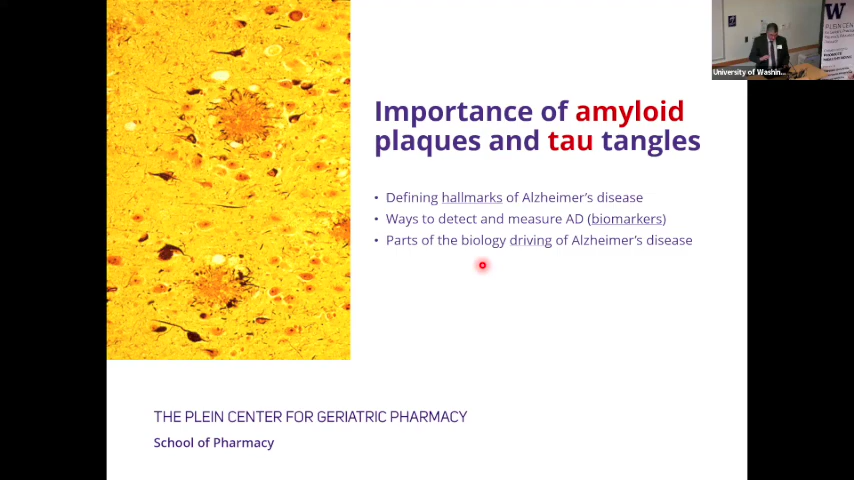 Importance of amyloid
plaques and tau tangles
• Defining hallmarks of Alzheimer's disease
• Ways to detect and measure AD (biomarkers)
• Parts of the biology driving of Alzheimer's disease
THE PLEIN CENTER FOR GERIATRIC PHARMACY
School of Pharmacy
University of Washin...
W
PLEIN CEN